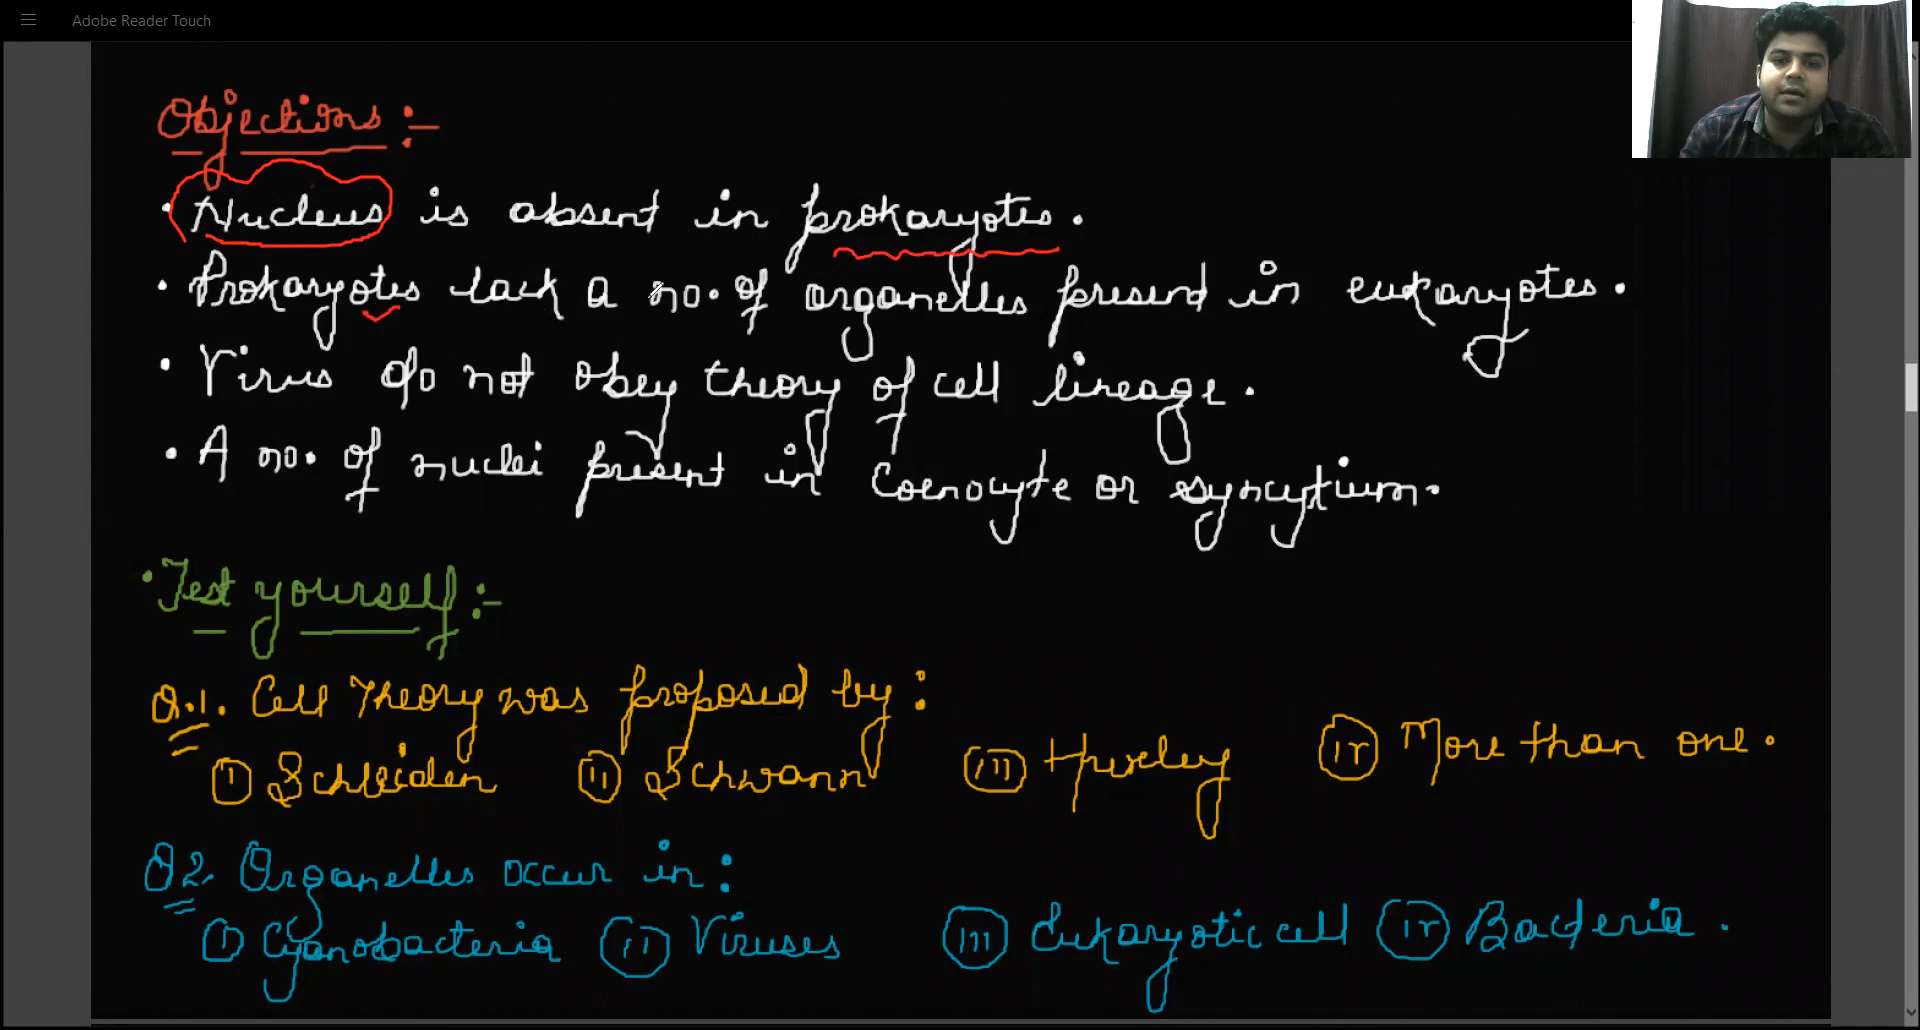 Adobe Reader Touch
Objections :-
• Nucleus is absent in prokaryotes.
• Prokaryotes lack a no. of organelles present in eukaryotes.
• Virus do not obey theory of cell lineage.
• A no. of nuclei present in Coenocyte or syncytium.
• Test yourself :-
Q.1. Cell Theory was proposed by:
(i) Schleiden (ii) Schwann (iii) Huxley (iv) More than one.
Q2. Organelles occur in:
(i) Cyanobacteria (ii) Viruses (iii) Eukaryotic cell (iv) Bacteria.